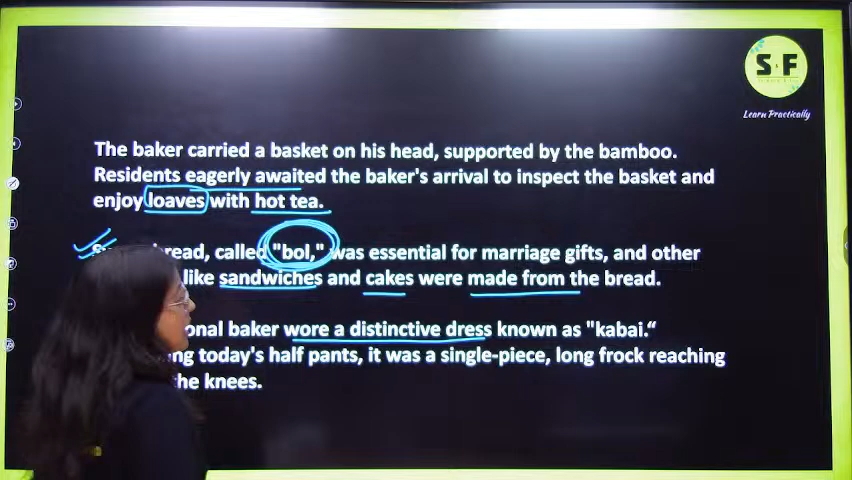 S&F
Learn Practically
The baker carried a basket on his head, supported by the bamboo.
Residents eagerly awaited the baker's arrival to inspect the basket and
enjoy loaves with hot tea.
bread, called "bol," was essential for marriage gifts, and other
like sandwiches and cakes were made from the bread.
baker wore a distinctive dress known as "kabai."
today's half pants, it was a single-piece, long frock reaching
the knees.